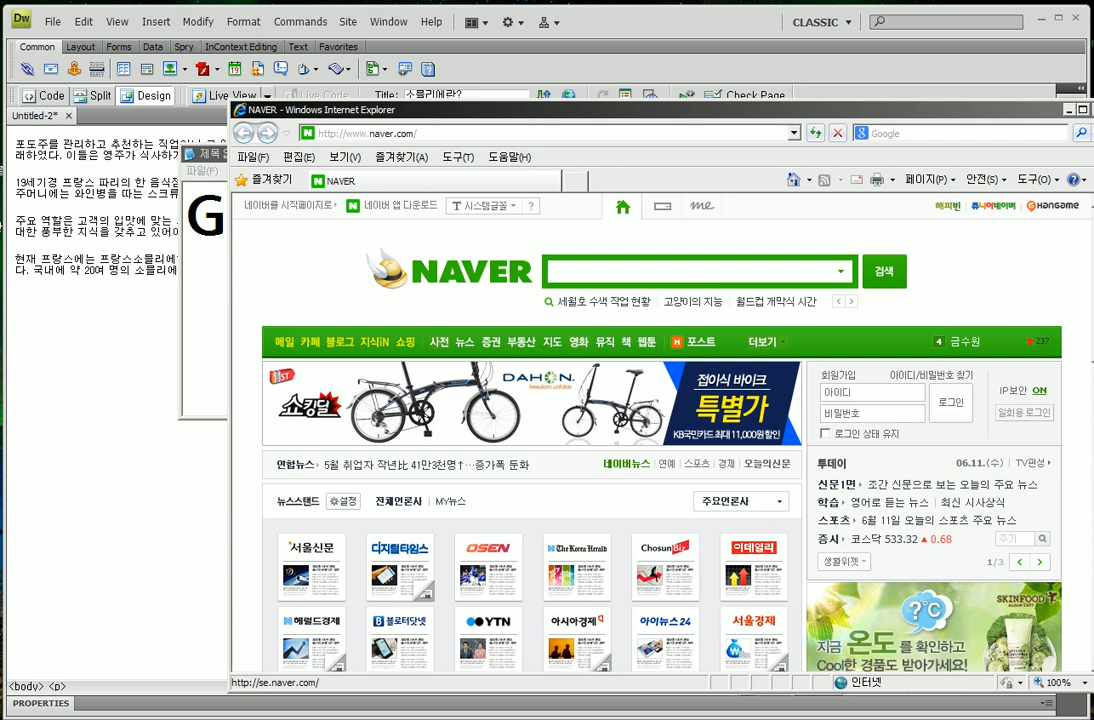 Dw File Edit View Insert Modify Format Commands Site Window Help CLASSIC
Common Layout Forms Data Spry InContext Editing Text Favorites
Code Split Design Live View Live Code Title: 소믈리에란? Check Page
Untitled-2*
포도주를 관리하고 추천하는 직업
래하였다. 이들은 영주가 식사하기
19세기경 프랑스 파리의 한 음식점
주머니에는 와인병을 따는 스크류
주요 역할은 고객의 입맛에 맞는
대한 풍부한 지식을 갖추고 있어야
현재 프랑스에는 프랑스소믈리에
다. 국내에 약 20여 명의 소믈리에
제목
파일(F)
G
NAVER - Windows Internet Explorer
http://www.naver.com/
Google
파일(F) 편집(E) 보기(V) 즐겨찾기(A) 도구(T) 도움말(H)
즐겨찾기 NAVER 페이지(P) 안전(S) 도구(O)
네이버를 시작페이지로 네이버 앱 다운로드 T 시스템글꼴 ? me 해피빈 쥬니어네이버 HANGAME
NAVER 검색
세월호 수색 작업 현황 고양이의 지능 월드컵 개막식 시간
메일 카페 블로그 지식iN 쇼핑 사전 뉴스 증권 부동산 지도 영화 뮤직 책 웹툰 N 포스트 더보기 4 금수원 237
11ST
쇼킹딜
DAHON
freedom unfolds
접이식 바이크
특별가
KB국민카드 최대 11,000원 할인
회원가입 아이디/비밀번호 찾기
아이디
비밀번호
로그인
로그인 상태 유지
IP보안 ON
일회용 로그인
연합뉴스 5월 취업자 작년比 41만3천명↑…증가폭 둔화 네이버뉴스 연예 스포츠 경제 오늘의신문
투데이 06.11.(수) TV편성
신문1면 조간 신문으로 보는 오늘의 주요 뉴스
학습 영어로 듣는 뉴스 최신 시사상식
스포츠 6월 11일 오늘의 스포츠 주요 뉴스
증시 코스닥 533.32 ▲ 0.68 추가
생활위젯 1/3
뉴스스탠드 설정 전체언론사 MY뉴스 주요언론사
서울신문 디지털타임스 OSEN The Korea Herald ChosunBiz 이데일리
헤럴드경제 블로터닷넷 YTN 아시아경제 아이뉴스24 서울경제
SKINFOOD
°C
지금 온도를 확인하고
Cool한 경품도 받아가세요!
http://se.naver.com/ 인터넷 100%
<body> <p>
PROPERTIES